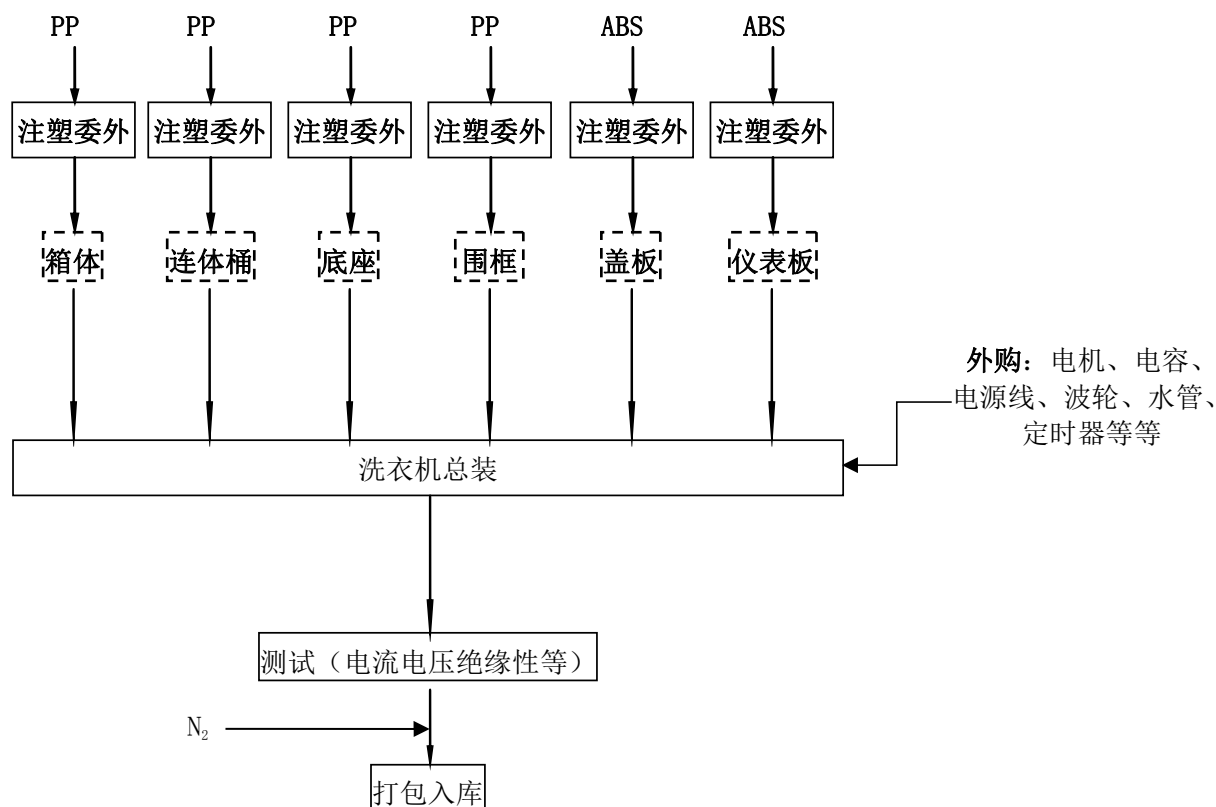 PP PP PP PP ABS ABS
注塑委外 注塑委外 注塑委外 注塑委外 注塑委外 注塑委外
箱体 连体桶 底座 围框 盖板 仪表板
外购：电机、电容、
电源线、波轮、水管、
定时器等等
洗衣机总装
测试（电流电压绝缘性等）
N₂
打包入库